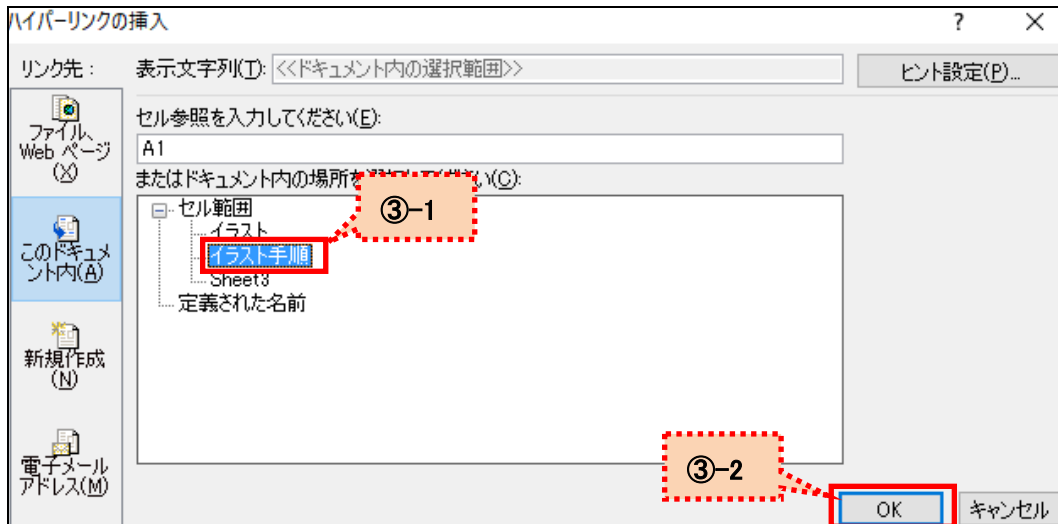 ハイパーリンクの挿入 ?
リンク先：
表示文字列(T): <<ドキュメント内の選択範囲>>
ヒント設定(P)...
ファイル、
Web ページ
(X)
このドキュメ
ント内(A)
新規作成
(N)
電子メール
アドレス(M)
セル参照を入力してください(E):
A1
またはドキュメント内の場所を い(C):
③-1
セル範囲
イラスト
イラスト手順
Sheet3
定義された名前
③-2
OK
キャンセル